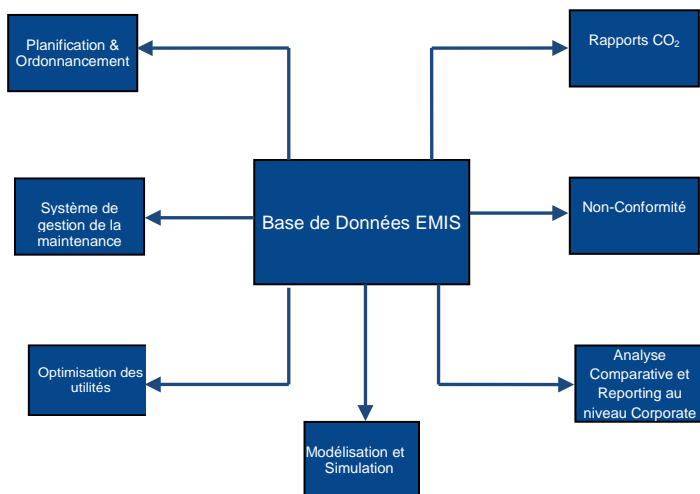 Planification &
Ordonnancement
Rapports CO₂
Système de
gestion de la
maintenance
Base de Données EMIS
Non-Conformité
Optimisation des
utilités
Modélisation et
Simulation
Analyse
Comparative et
Reporting au
niveau Corporate